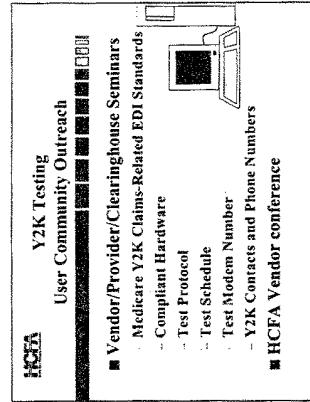 HCFA
Y2K Testing
User Community Outreach
■ Vendor/Provider/Clearinghouse Seminars
- Medicare Y2K Claims-Related EDI Standards
- Compliant Hardware
- Test Protocol
- Test Schedule
- Test Modem Number
- Y2K Contacts and Phone Numbers
■ HCFA Vendor conference